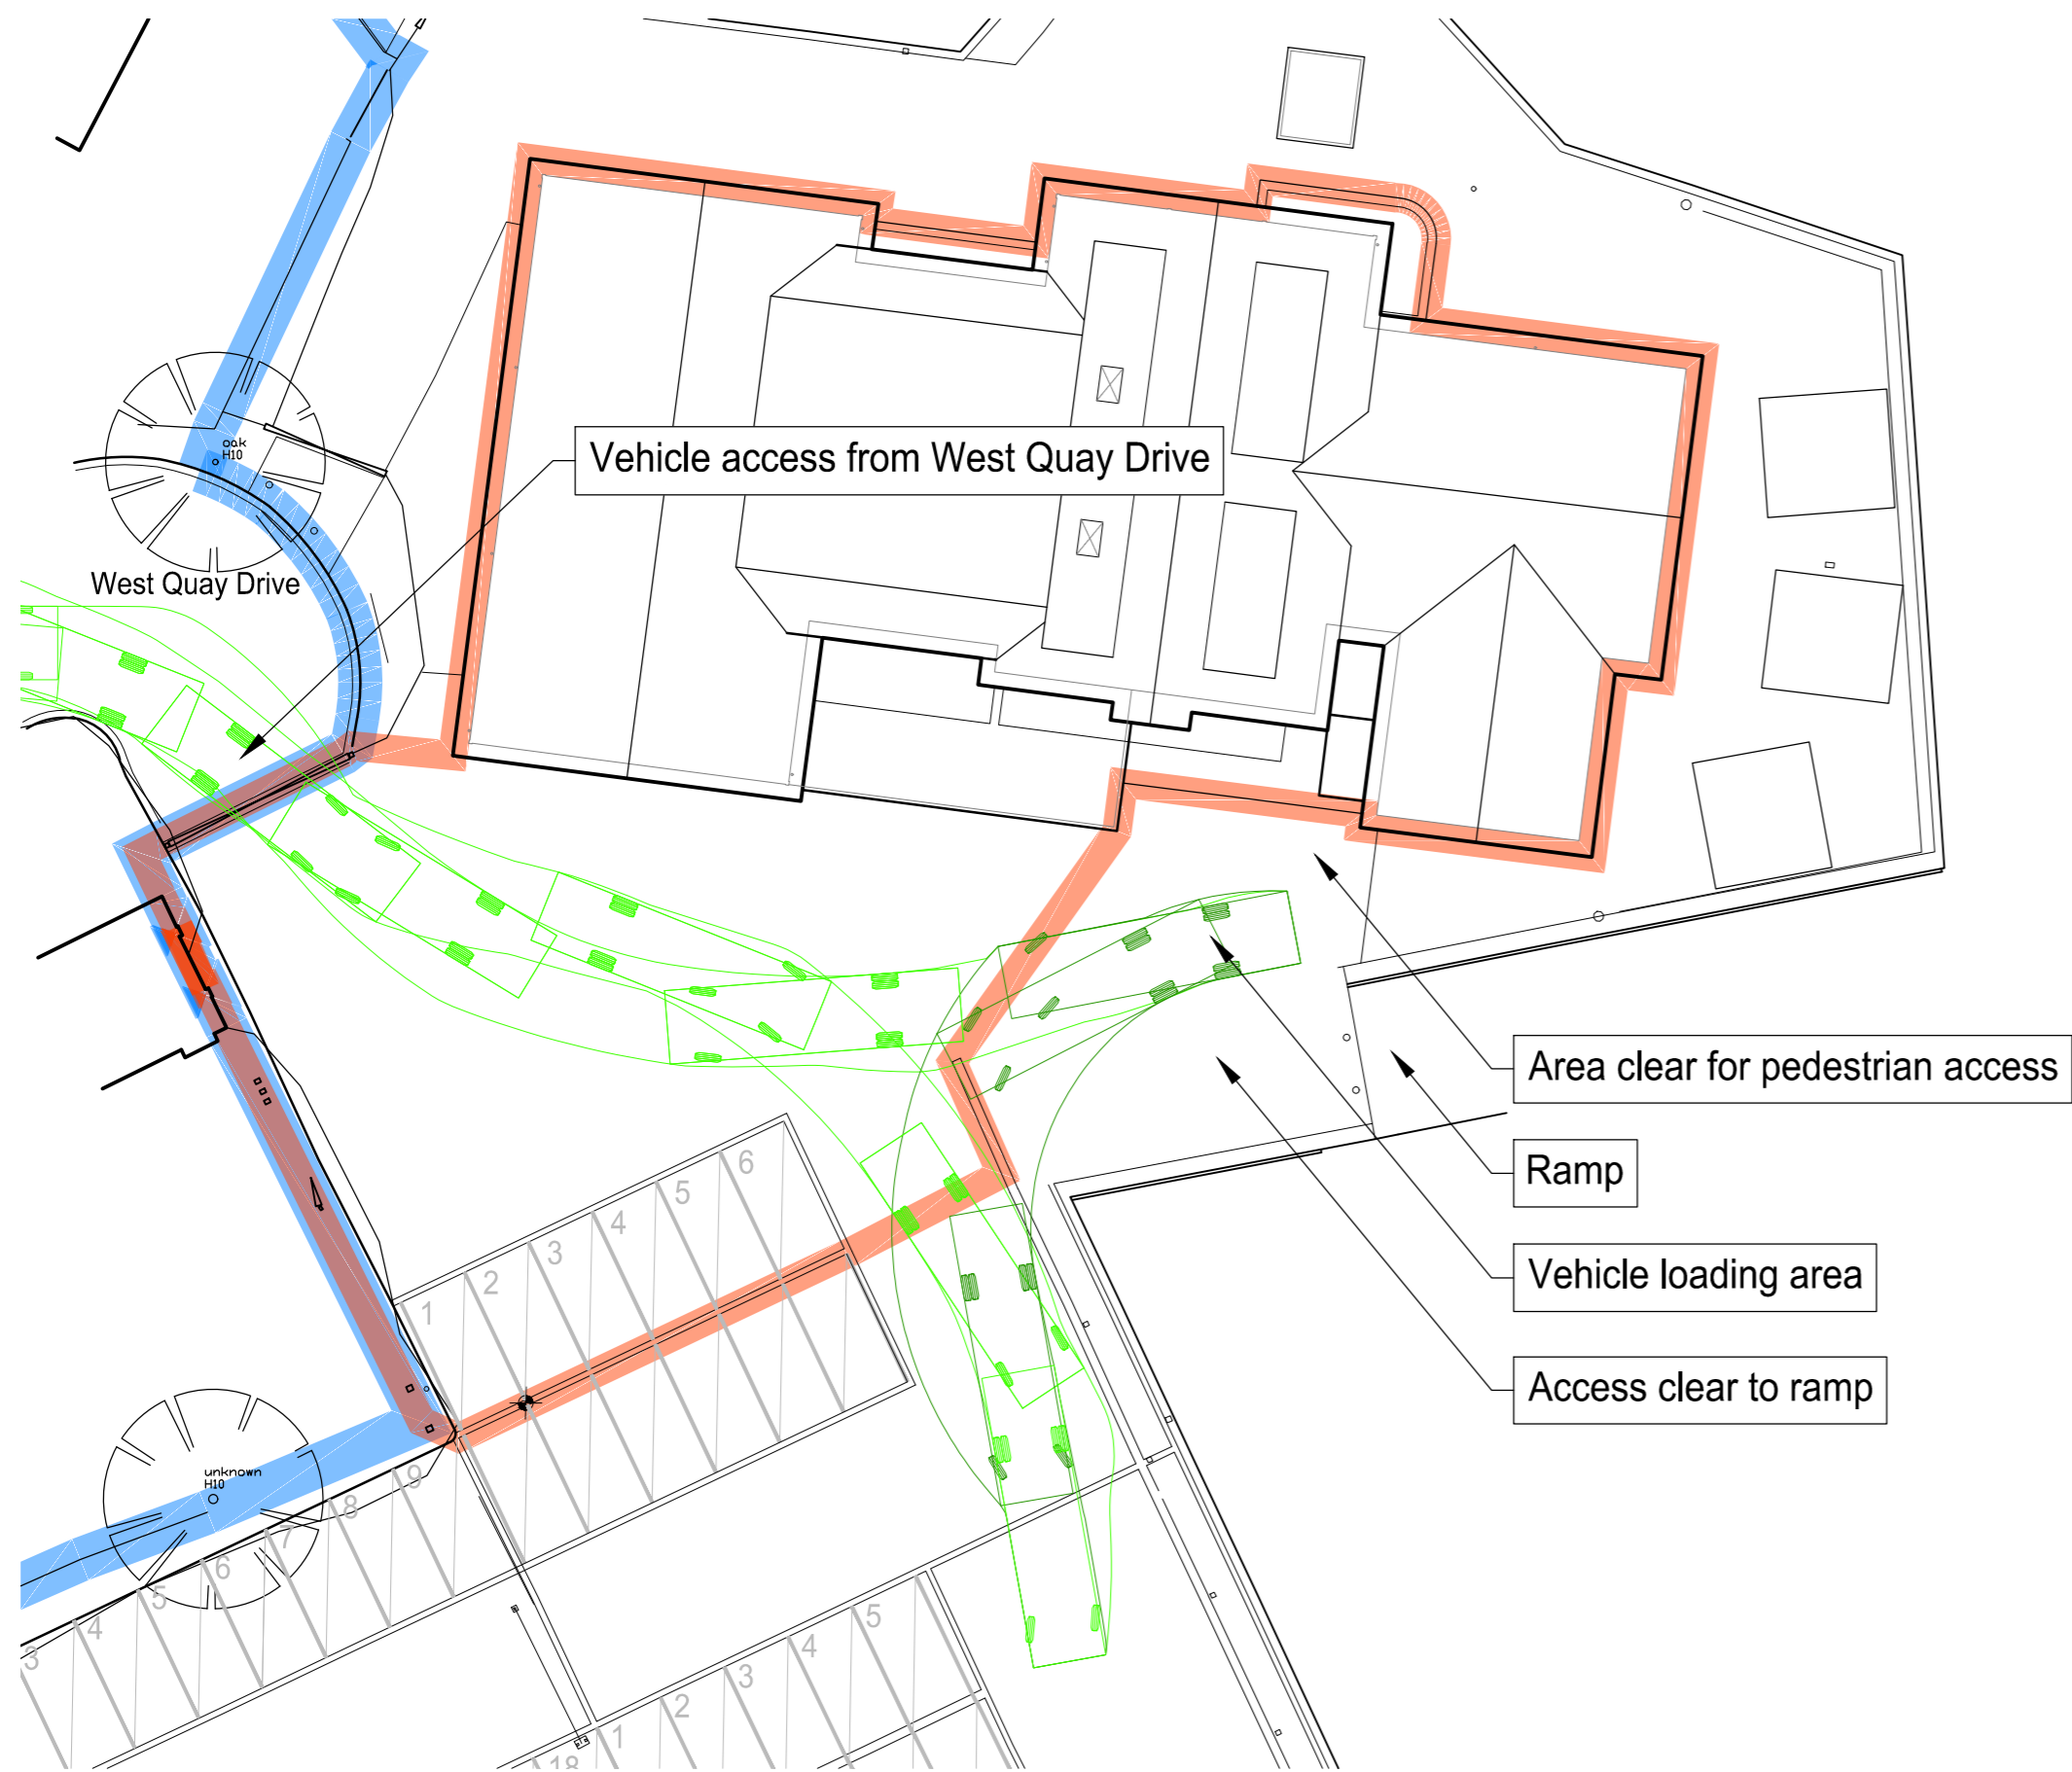 oak
H10
Vehicle access from West Quay Drive
West Quay Drive
Area clear for pedestrian access
Ramp
Vehicle loading area
Access clear to ramp
6
5
4
3
2
1
unknown
H10
9
8
7
6
5
4
3
5
4
3
2
1
18